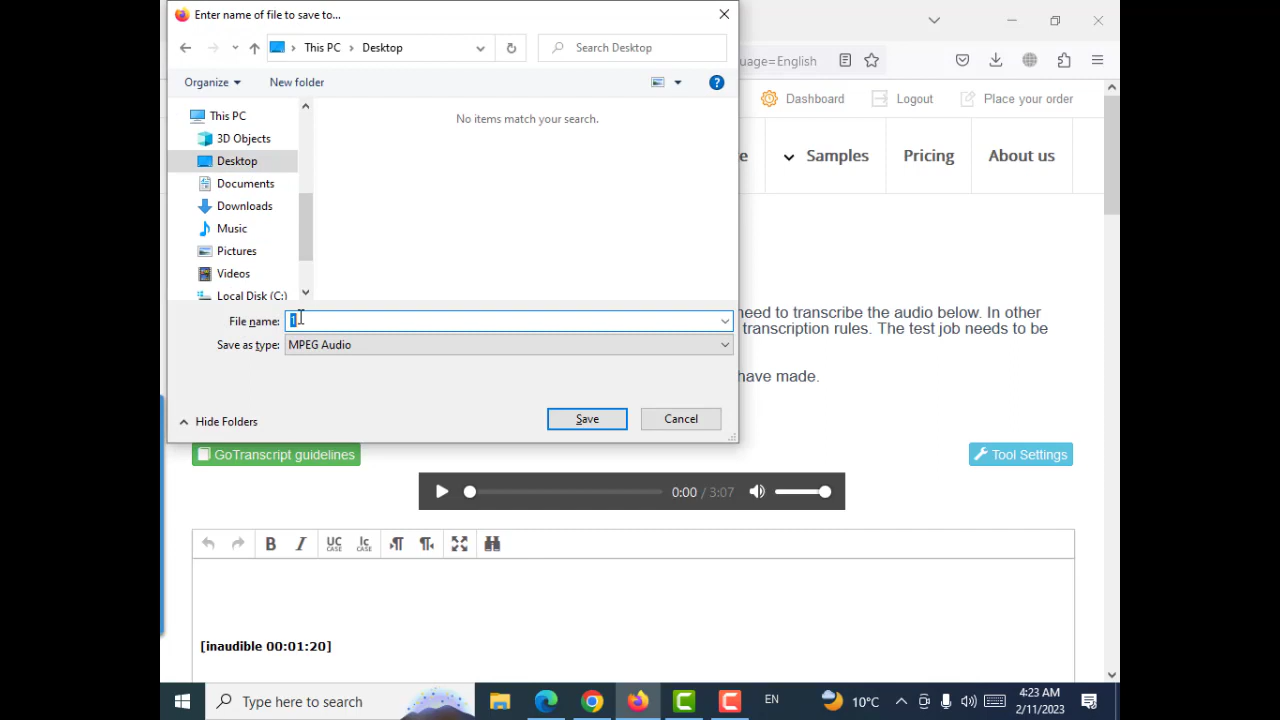 Enter name of file to save to...
This PC
Desktop
Search Desktop
Organize
New folder
This PC
3D Objects
Desktop
Documents
Downloads
Music
Pictures
Videos
Local Disk (C:)
No items match your search.
File name:
1
Save as type:
MPEG Audio
Hide Folders
Save
Cancel
uage=English
Dashboard
Logout
Place your order
e
Samples
Pricing
About us
need to transcribe the audio below. In other
transcription rules. The test job needs to be
have made.
GoTranscript guidelines
Tool Settings
0:00 / 3:07
B
I
UC
CASE
lc
CASE
[inaudible 00:01:20]
Type here to search
EN
10°C
4:23 AM
2/11/2023